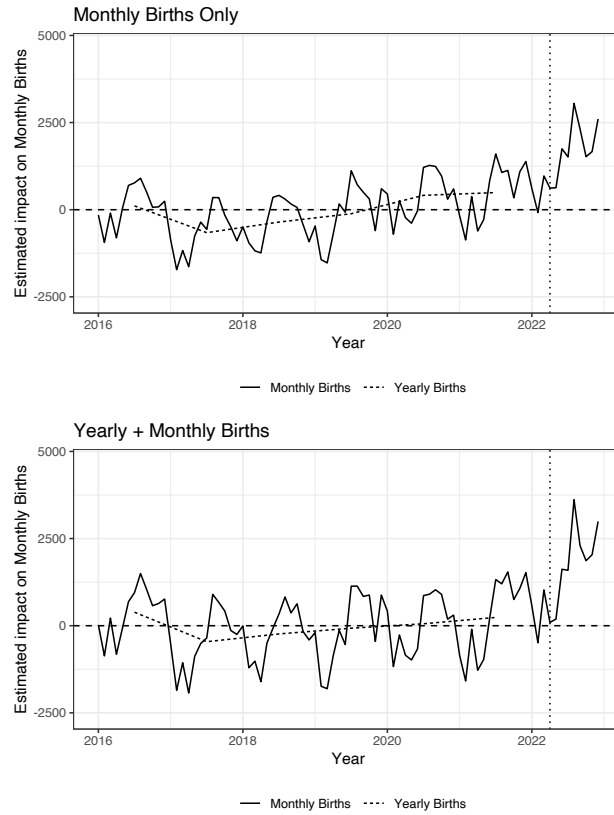 Monthly Births Only
Estimated impact on Monthly Births
5000
2500
0
-2500
2016
2018
2020
2022
Year
Monthly Births
Yearly Births
Yearly + Monthly Births
Estimated impact on Monthly Births
5000
2500
0
-2500
2016
2018
2020
2022
Year
Monthly Births
Yearly Births